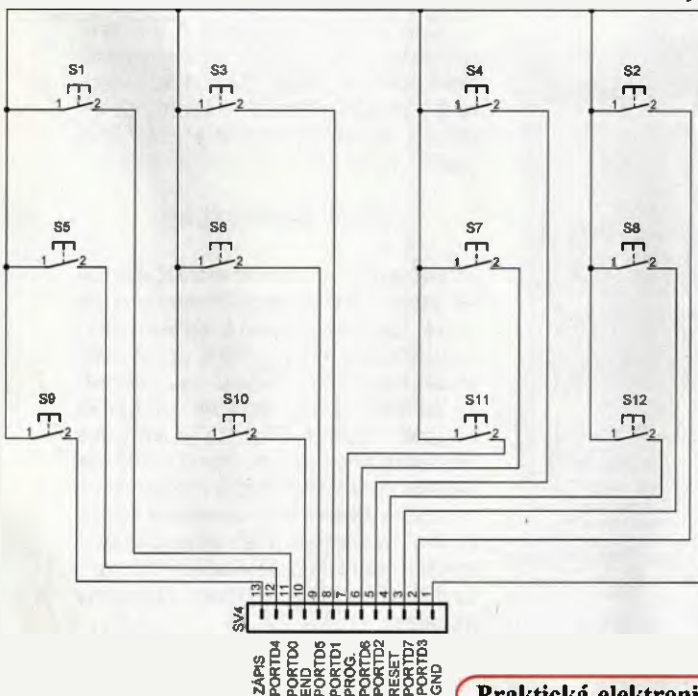 S1
S3
S4
S2
1 2
1 2
1 2
1 2
S5
S6
S7
S8
1 2
1 2
1 2
1 2
S9
S10
S11
S12
1 2
1 2
1 2
1 2
SV4
13 12 11 10 9 8 7 6 5 4 3 2 1
ZÁPIS
PORTD4
PORTD0
END
PORTD5
PORTD1
PROG.
PORTD6
PORTD2
RESET
PORTD7
PORTD3
GND
Praktická elektroni